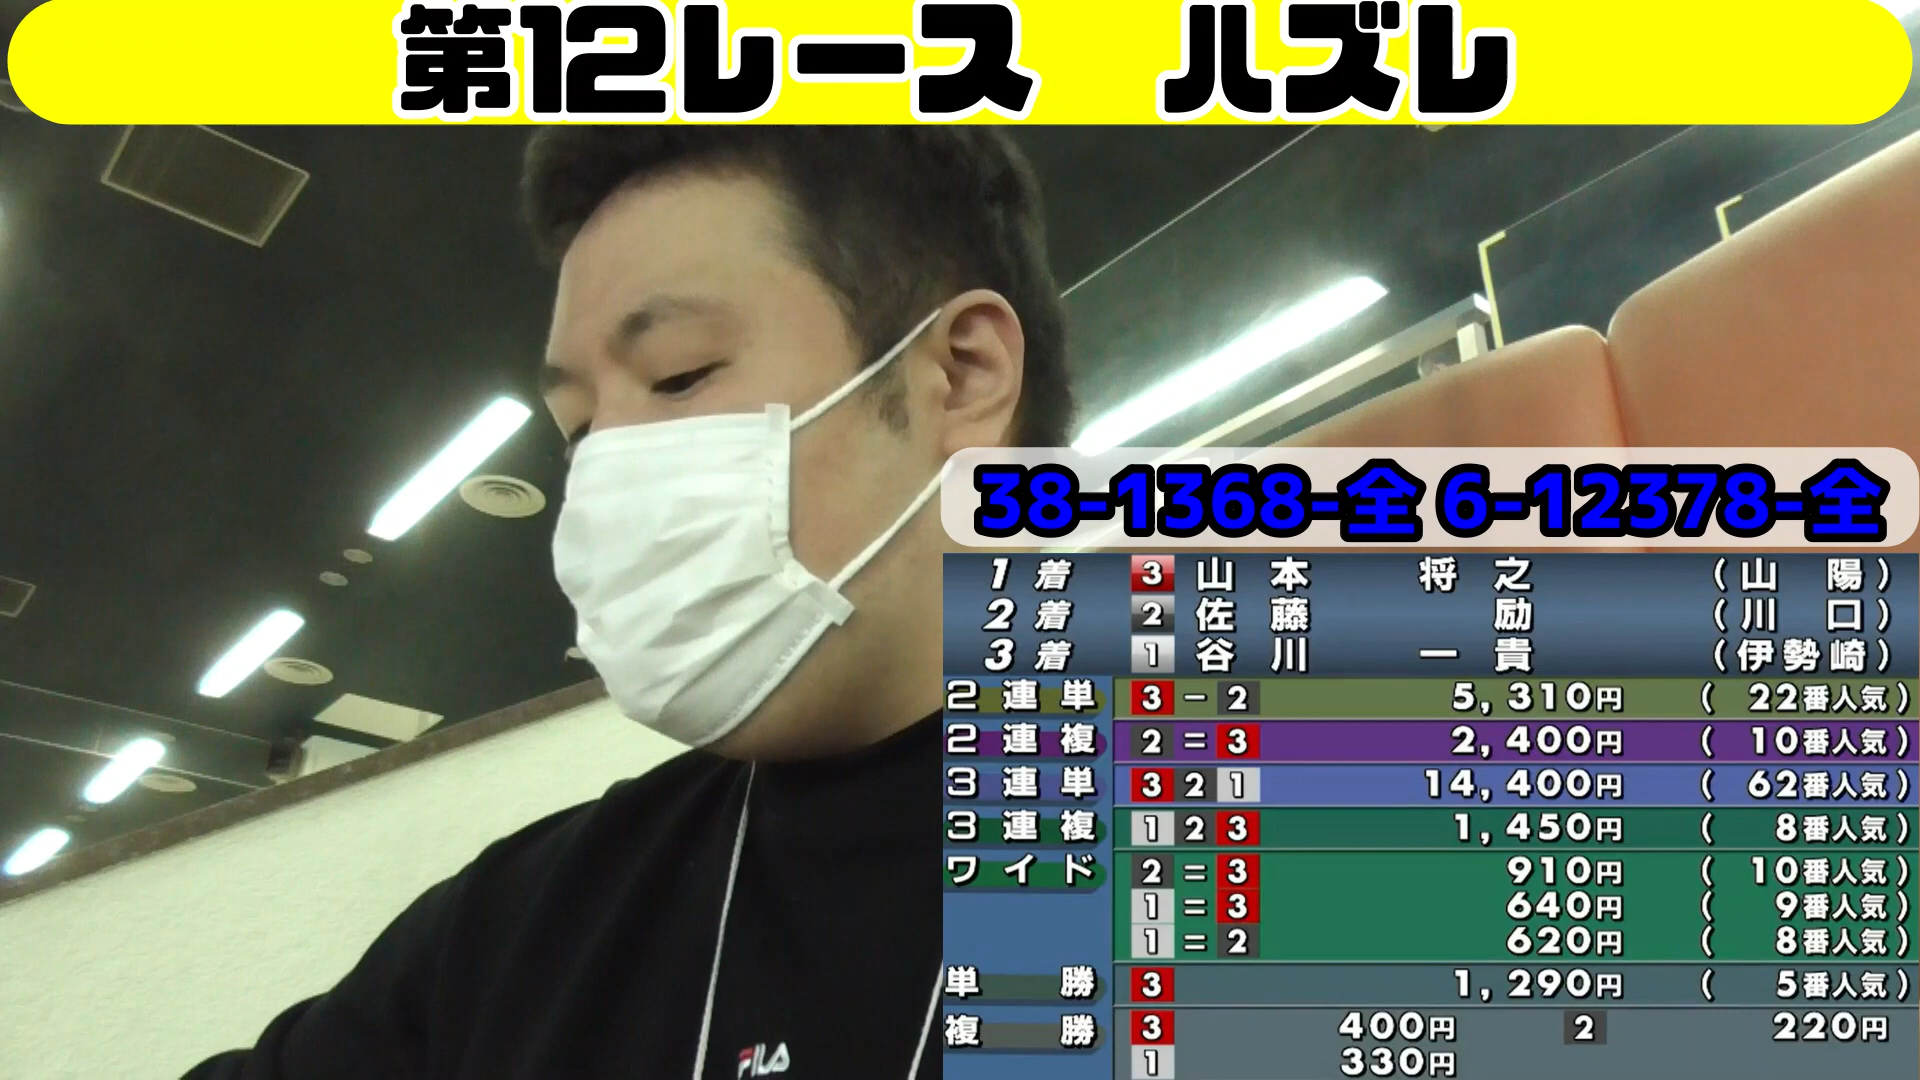 第12レース ハズレ
38-1368-全 6-12378-全
1着 3 山本 将之 (山陽)
2着 2 佐藤 励 (川口)
3着 1 谷川 一貴 (伊勢崎)
2連単 3-2 5,310円 (22番人気)
2連複 2=3 2,400円 (10番人気)
3連単 3 2 1 14,400円 (62番人気)
3連複 1 2 3 1,450円 (8番人気)
ワイド 2=3 910円 (10番人気)
1=3 640円 (9番人気)
1=2 620円 (8番人気)
単勝 3 1,290円 (5番人気)
複勝 3 400円 2 220円
1 330円
FILA